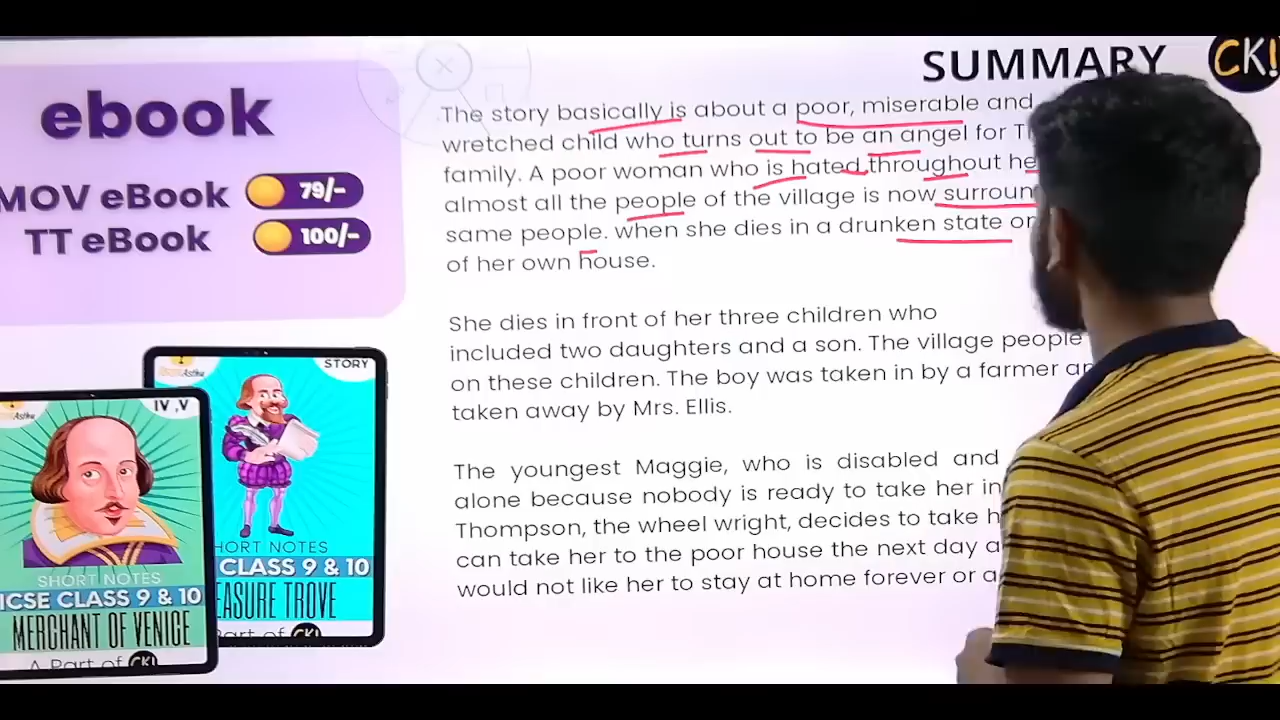 SUMMARY
CK!
ebook
MOV eBook 79/-
TT eBook 100/-
The story basically is about a poor, miserable and
wretched child who turns out to be an angel for
family. A poor woman who is hated throughout
almost all the people of the village is now
same people. when she dies in a drunken state
of her own house.
She dies in front of her three children who
included two daughters and a son. The village people
on these children. The boy was taken in by a farmer
taken away by Mrs. Ellis.
The youngest Maggie, who is disabled and
alone because nobody is ready to take her in
Thompson, the wheel wright, decides to take
can take her to the poor house the next day
would not like her to stay at home forever or
STORY
SHORT NOTES
CLASS 9 & 10
CK!
IV,V
Astha
SHORT NOTES
ICSE CLASS 9 & 10
MERCHANT OF VENICE
A Part of CK!